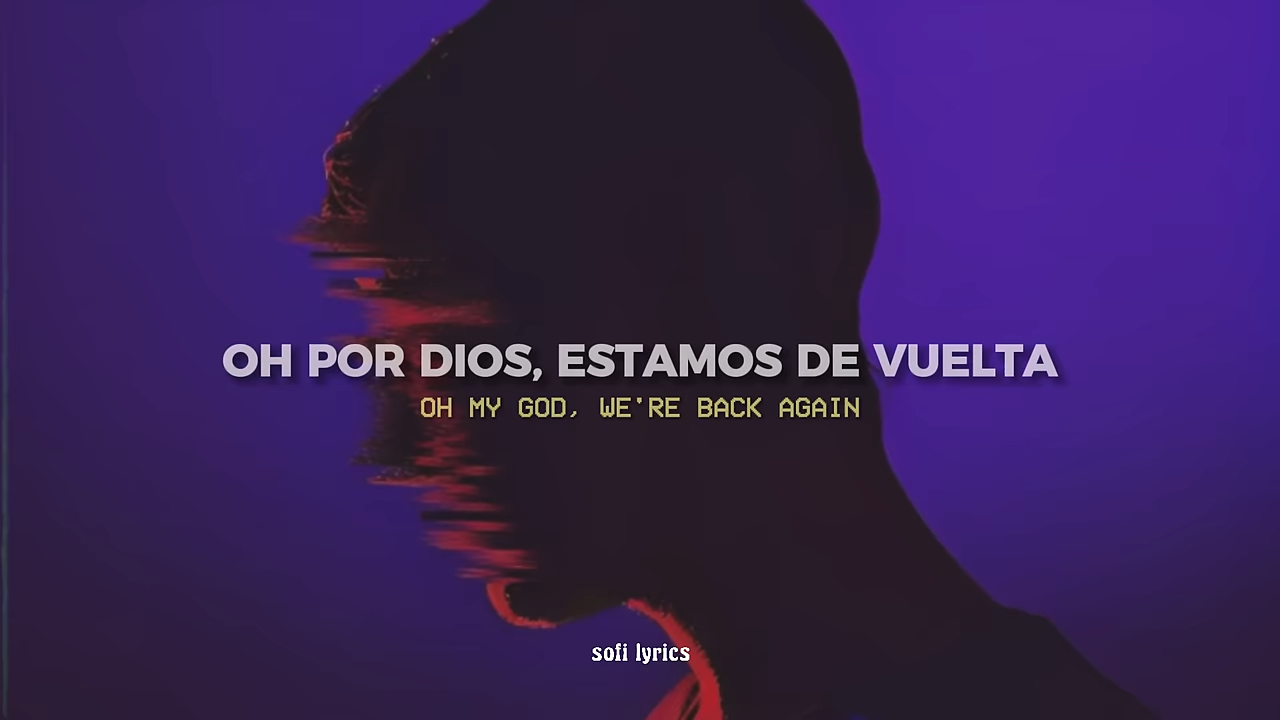 OH POR DIOS, ESTAMOS DE VUELTA
OH MY GOD, WE'RE BACK AGAIN
sofi lyrics